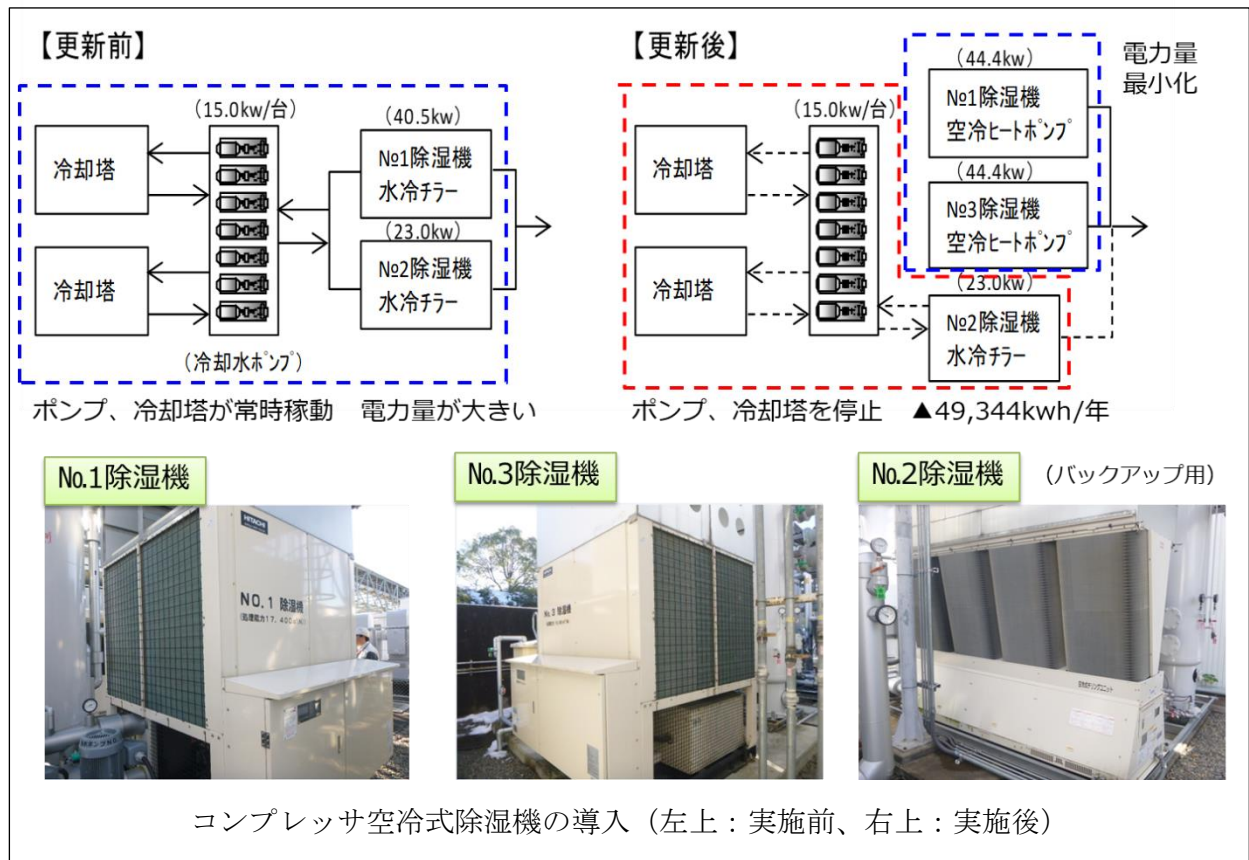 【更新前】
(15.0kw/台)
(40.5kw)
冷却塔
№1除湿機
水冷ﾁﾗｰ
(23.0kw)
冷却塔
№2除湿機
水冷ﾁﾗｰ
(冷却水ﾎﾟﾝﾌﾟ)
ポンプ、冷却塔が常時稼動　電力量が大きい
【更新後】
(44.4kw)
電力量
最小化
(15.0kw/台)
№1除湿機
空冷ﾋｰﾄﾎﾟﾝﾌﾟ
冷却塔
(44.4kw)
№3除湿機
空冷ﾋｰﾄﾎﾟﾝﾌﾟ
冷却塔
(23.0kw)
№2除湿機
水冷ﾁﾗｰ
ポンプ、冷却塔を停止　▲49,344kwh/年
№.1除湿機
№.3除湿機
№.2除湿機
（バックアップ用）
HITACHI
NO.1 除湿機
No.3 除湿機
コンプレッサ空冷式除湿機の導入（左上：実施前、右上：実施後）